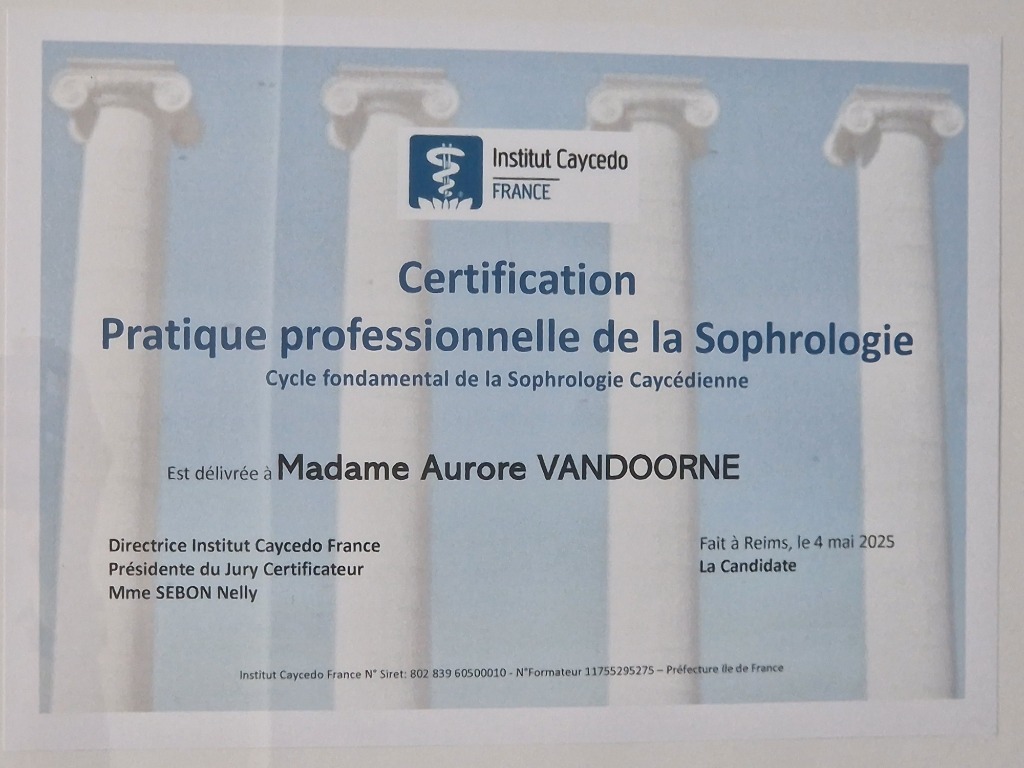 Institut Caycedo
FRANCE
Certification
Pratique professionnelle de la Sophrologie
Cycle fondamental de la Sophrologie Caycédienne
Est délivrée à Madame Aurore VANDOORNE
Directrice Institut Caycedo France
Présidente du Jury Certificateur
Mme SEBON Nelly
Fait à Reims, le 4 mai 2025
La Candidate
Institut Caycedo France N° Siret: 802 839 60500010 - N°Formateur 11755295275 – Préfecture Ile de France